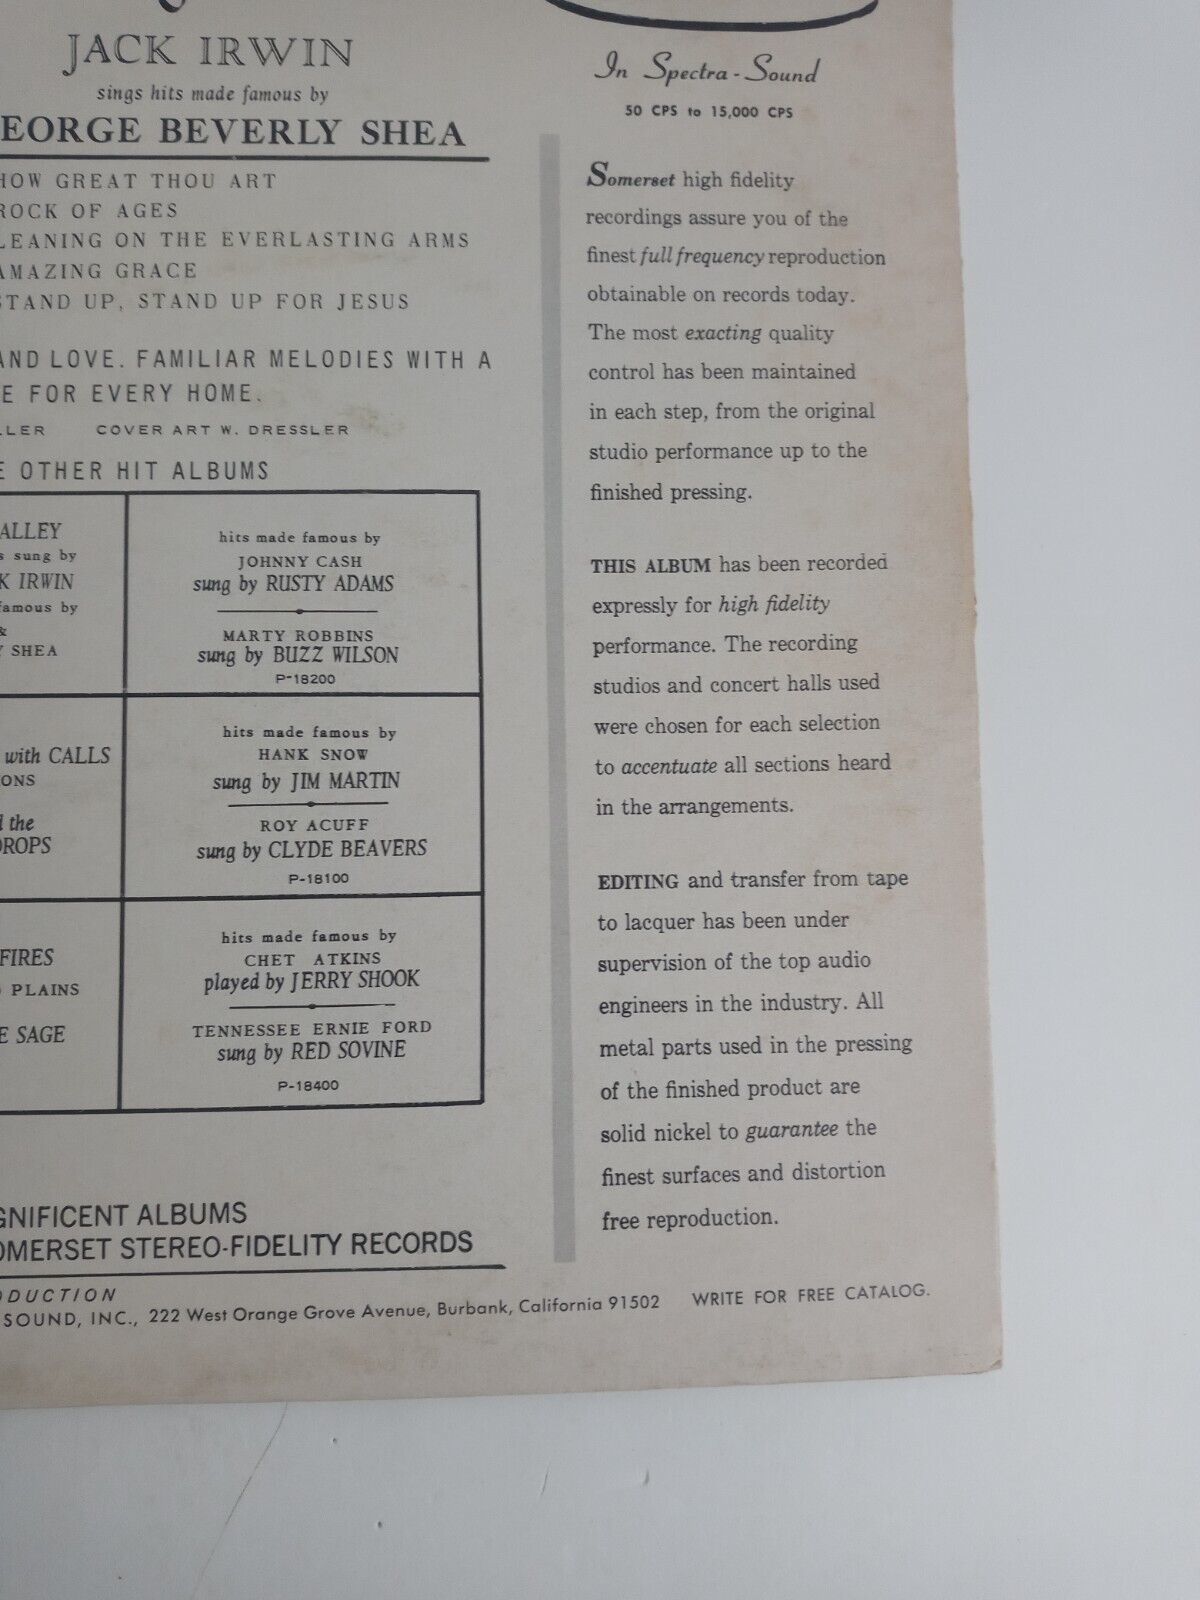 JACK IRWIN
sings hits made famous by
EORGE BEVERLY SHEA
HOW GREAT THOU ART
ROCK OF AGES
LEANING ON THE EVERLASTING ARMS
AMAZING GRACE
STAND UP, STAND UP FOR JESUS
AND LOVE. FAMILIAR MELODIES WITH A
E FOR EVERY HOME.
LLER COVER ART W. DRESSLER
E OTHER HIT ALBUMS
ALLEY
s sung by
K IRWIN
famous by
&
Y SHEA
hits made famous by
JOHNNY CASH
sung by RUSTY ADAMS
MARTY ROBBINS
sung by BUZZ WILSON
P-18200
with CALLS
ONS
d the
DROPS
hits made famous by
HANK SNOW
sung by JIM MARTIN
ROY ACUFF
sung by CLYDE BEAVERS
P-18100
FIRES
PLAINS
E SAGE
hits made famous by
CHET ATKINS
played by JERRY SHOOK
TENNESSEE ERNIE FORD
sung by RED SOVINE
P-18400
GNIFICENT ALBUMS
OMERSET STEREO-FIDELITY RECORDS
In Spectra-Sound
50 CPS to 15,000 CPS
Somerset high fidelity
recordings assure you of the
finest full frequency reproduction
obtainable on records today.
The most exacting quality
control has been maintained
in each step, from the original
studio performance up to the
finished pressing.
THIS ALBUM has been recorded
expressly for high fidelity
performance. The recording
studios and concert halls used
were chosen for each selection
to accentuate all sections heard
in the arrangements.
EDITING and transfer from tape
to lacquer has been under
supervision of the top audio
engineers in the industry. All
metal parts used in the pressing
of the finished product are
solid nickel to guarantee the
finest surfaces and distortion
free reproduction.
ODUCTION
SOUND, INC., 222 West Orange Grove Avenue, Burbank, California 91502 WRITE FOR FREE CATALOG.